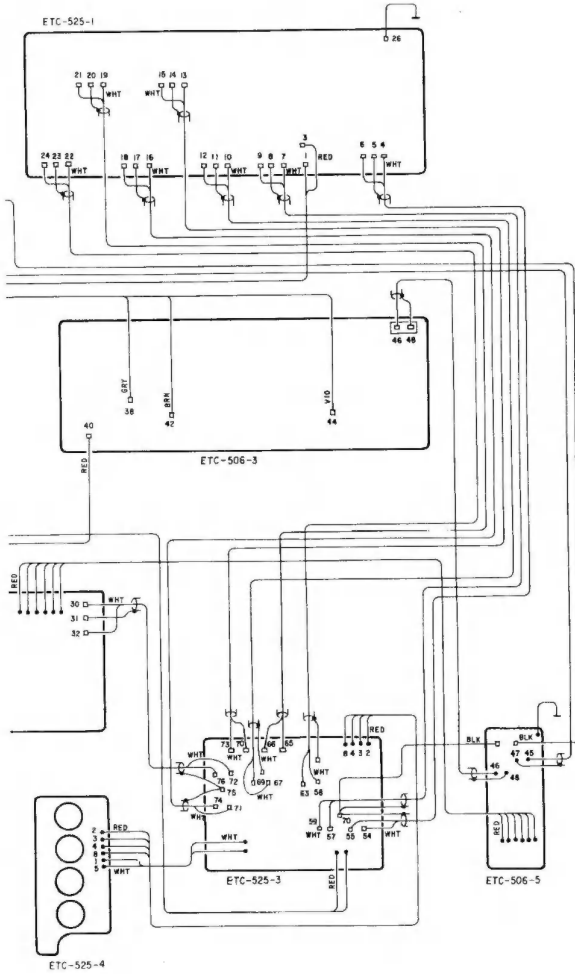 ETC-525-1
26
21 20 19
WHT
15 14 13
WHT
3
RED
24 23 22
WHT
18 17 16
WHT
12 11 10
WHT
9 8 7
WHT
1
6 5 4
WHT
46 48
GRY
38
BRN
42
VIO
44
40
RED
ETC-506-3
RED
30
WHT
31
32
RED
73 70 66 65
WHT WHT
8 4 3 2
BLK
BLK
47 45
46
48
WHT
76 72
75
WHT
74 71
69 67
WHT
63 58
WHT
59
WHT
57
70
55 54
WHT
WHT
2
RED
3
4
8
1
5
WHT
RED
ETC-525-3
ETC-506-5
ETC-525-4